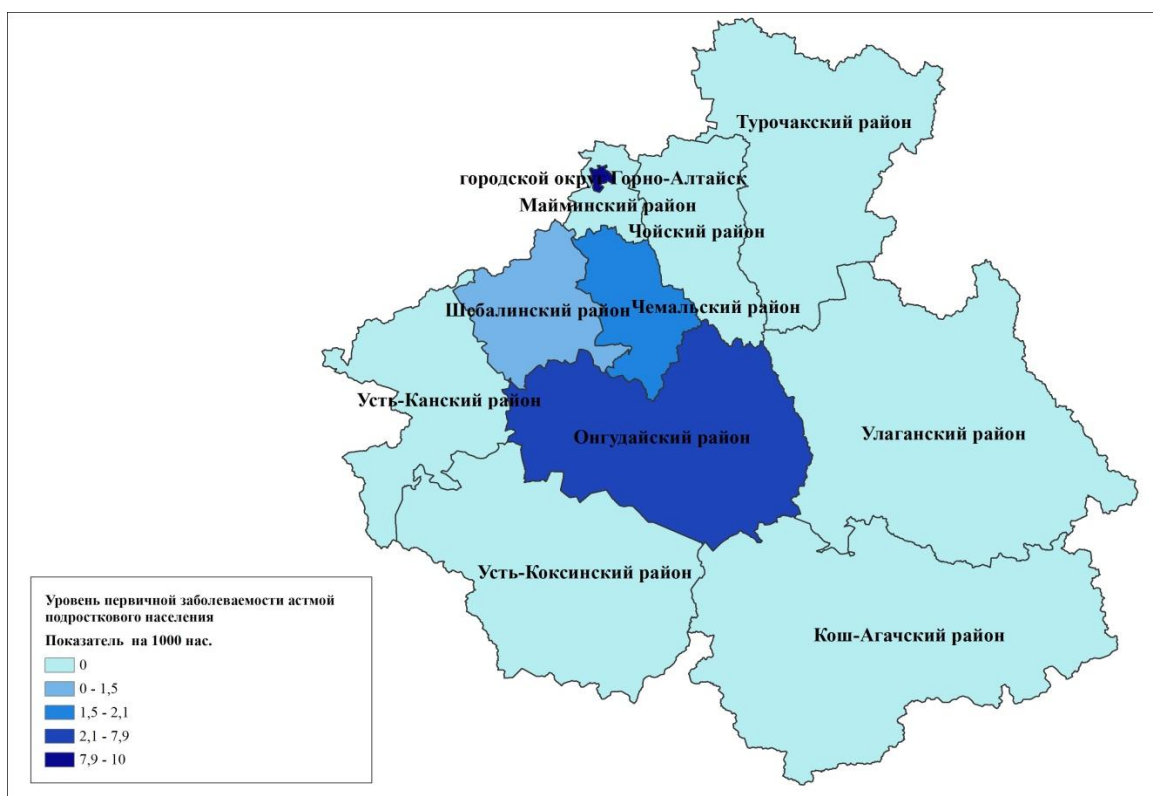 Турочакский район
городской округ Горно-Алтайск
Майминский район
Чойский район
Шебалинский район
Чемальский район
Усть-Канский район
Онгудайский район
Улаганский район
Усть-Коксинский район
Кош-Агачский район
Уровень первичной заболеваемости астмой
подросткового населения
Показатель на 1000 нас.
0
0 - 1,5
1,5 - 2,1
2,1 - 7,9
7,9 - 10